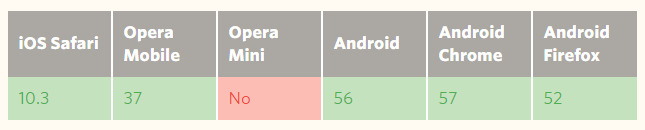 iOS Safari
Opera Mobile
Opera Mini
Android
Android Chrome
Android Firefox
10.3
37
No
56
57
52